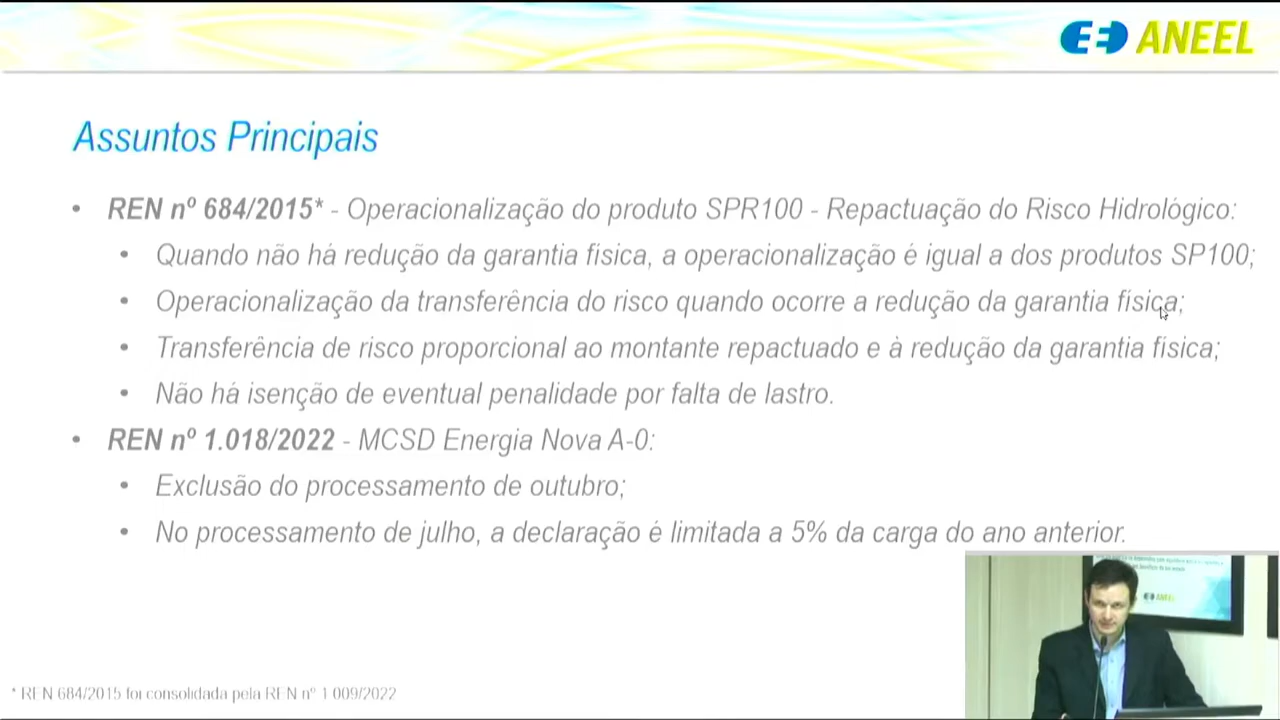 ANEEL
Assuntos Principais
• REN nº 684/2015* - Operacionalização do produto SPR100 - Repactuação do Risco Hidrológico:
• Quando não há redução da garantia física, a operacionalização é igual a dos produtos SP100;
• Operacionalização da transferência do risco quando ocorre a redução da garantia física;
• Transferência de risco proporcional ao montante repactuado e à redução da garantia física;
• Não há isenção de eventual penalidade por falta de lastro.
• REN nº 1.018/2022 - MCSD Energia Nova A-0:
• Exclusão do processamento de outubro;
• No processamento de julho, a declaração é limitada a 5% da carga do ano anterior.
ANEEL
* REN 684/2015 foi consolidada pela REN nº 1.009/2022